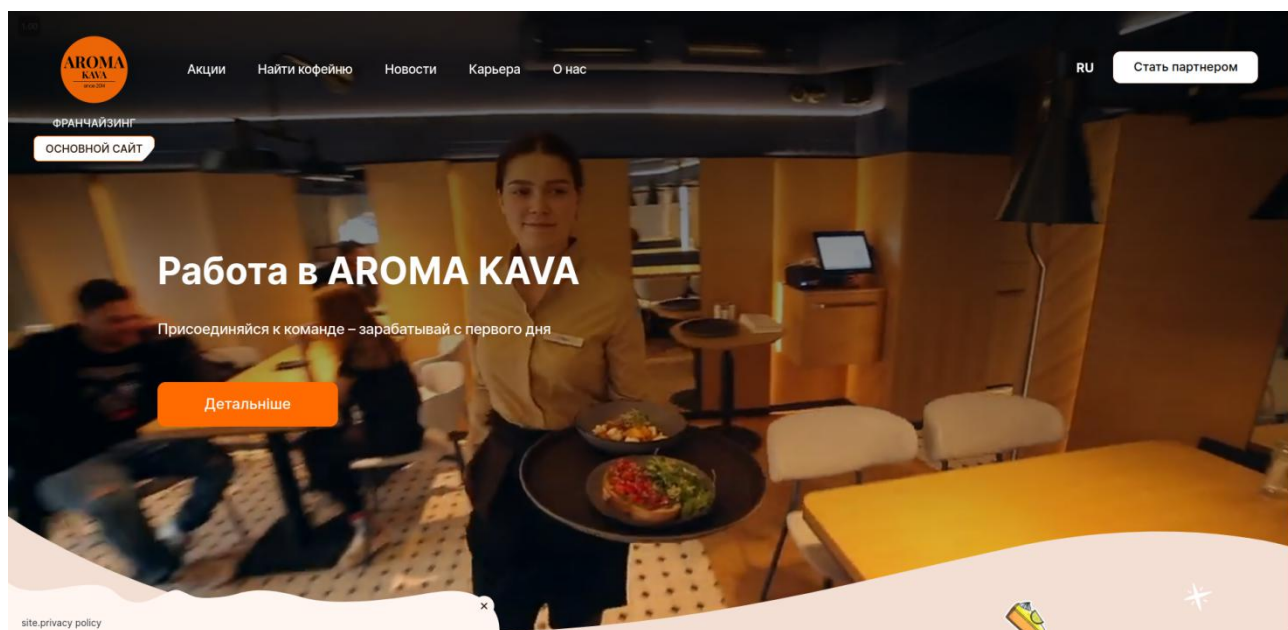 AROMA
KAVA
Акции
Найти кофейню
Новости
Карьера
О нас
RU
Стать партнером
ФРАНЧАЙЗИНГ
ОСНОВНОЙ САЙТ
Работа в AROMA KAVA
Присоединяйся к команде – зарабатывай с первого дня
Детальніше
×
site.privacy policy